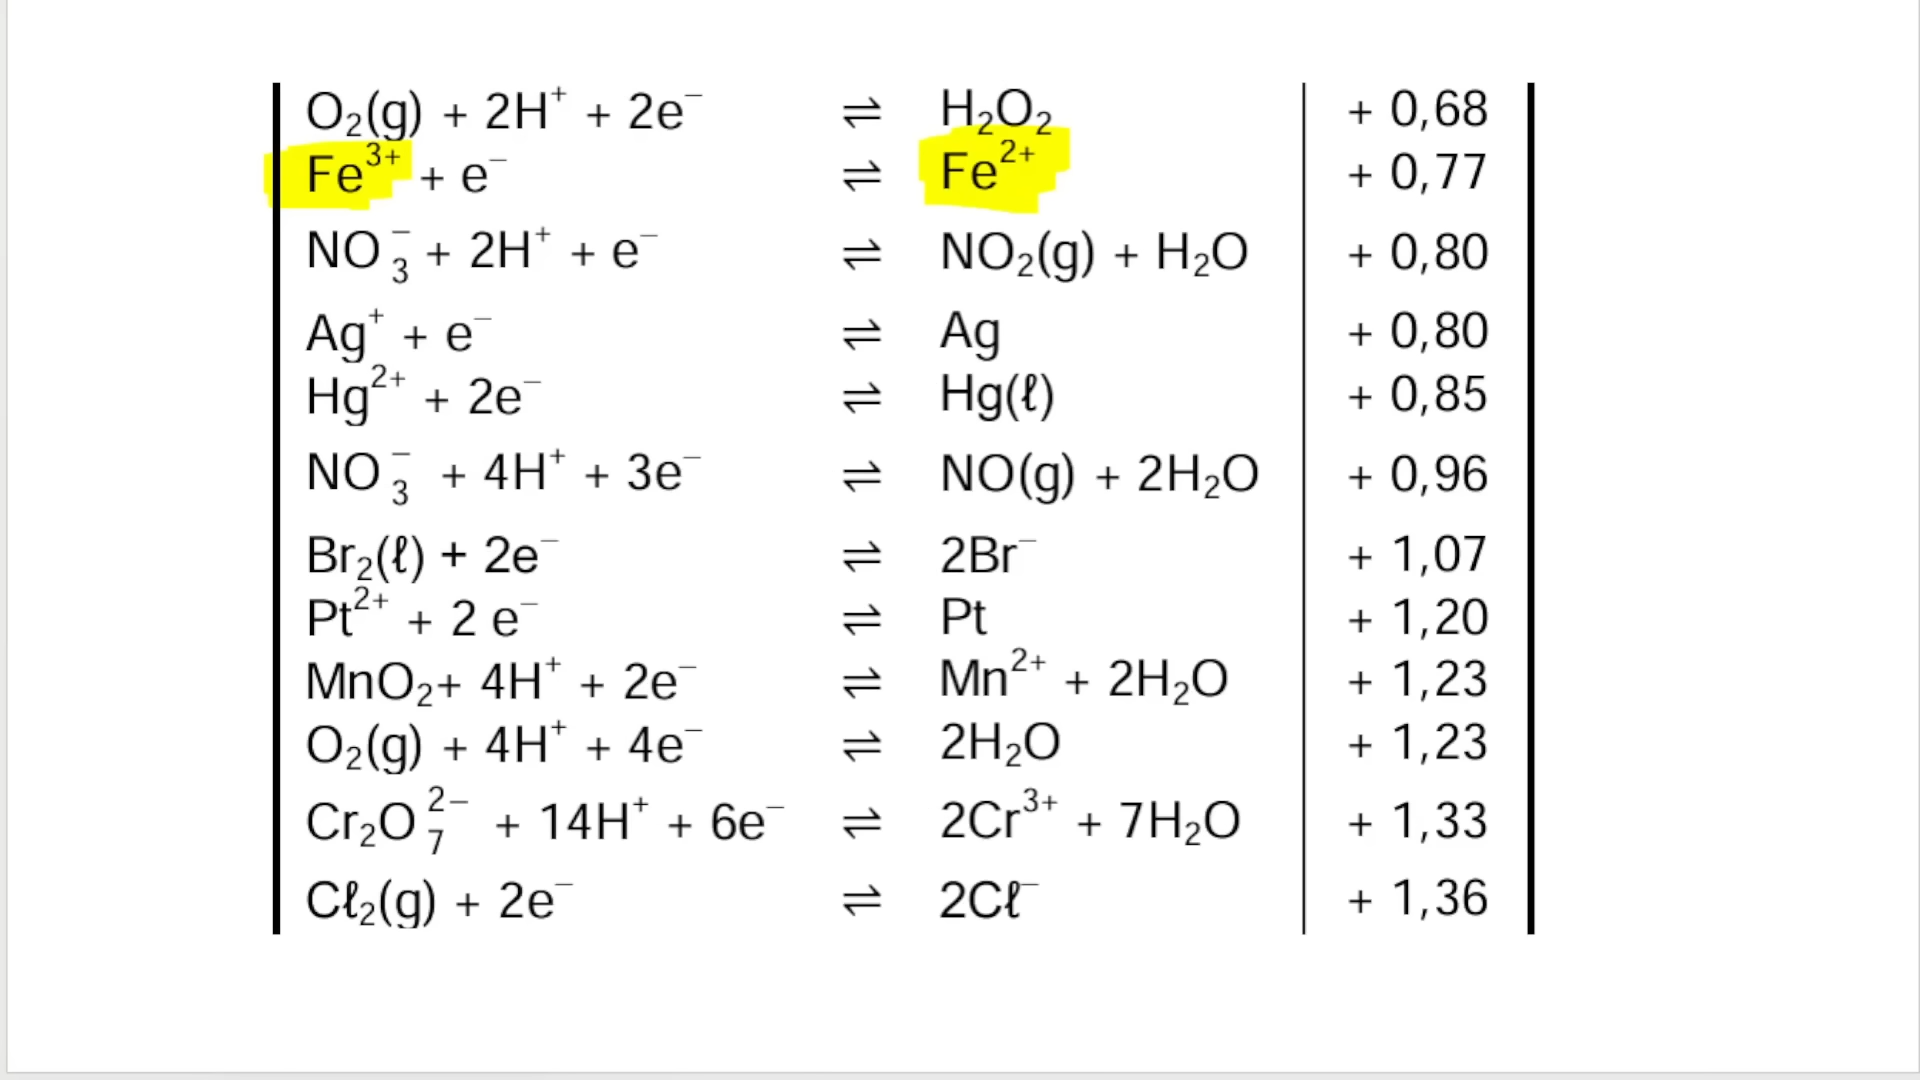 O₂(g) + 2H⁺ + 2e⁻ ⇌ H₂O₂ + 0,68
Fe³⁺ + e⁻ ⇌ Fe²⁺ + 0,77
NO₃⁻ + 2H⁺ + e⁻ ⇌ NO₂(g) + H₂O + 0,80
Ag⁺ + e⁻ ⇌ Ag + 0,80
Hg²⁺ + 2e⁻ ⇌ Hg(ℓ) + 0,85
NO₃⁻ + 4H⁺ + 3e⁻ ⇌ NO(g) + 2H₂O + 0,96
Br₂(ℓ) + 2e⁻ ⇌ 2Br⁻ + 1,07
Pt²⁺ + 2 e⁻ ⇌ Pt + 1,20
MnO₂+ 4H⁺ + 2e⁻ ⇌ Mn²⁺ + 2H₂O + 1,23
O₂(g) + 4H⁺ + 4e⁻ ⇌ 2H₂O + 1,23
Cr₂O₇²⁻ + 14H⁺ + 6e⁻ ⇌ 2Cr³⁺ + 7H₂O + 1,33
Cℓ₂(g) + 2e⁻ ⇌ 2Cℓ⁻ + 1,36